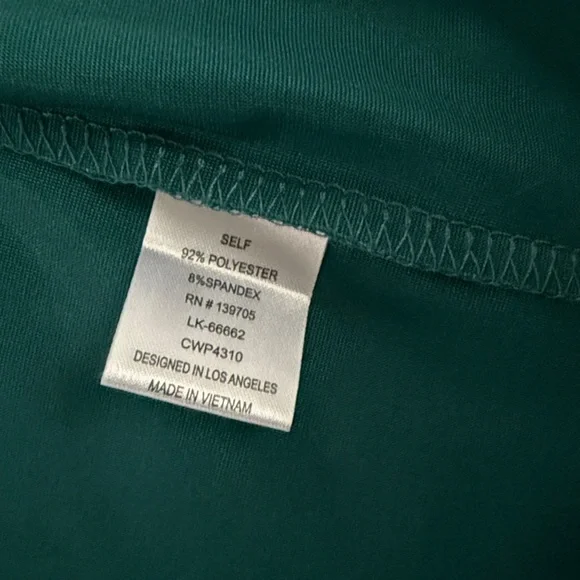 SELF
92% POLYESTER
8%SPANDEX
RN # 139705
LK-66662
CWP4310
DESIGNED IN LOS ANGELES
MADE IN VIETNAM